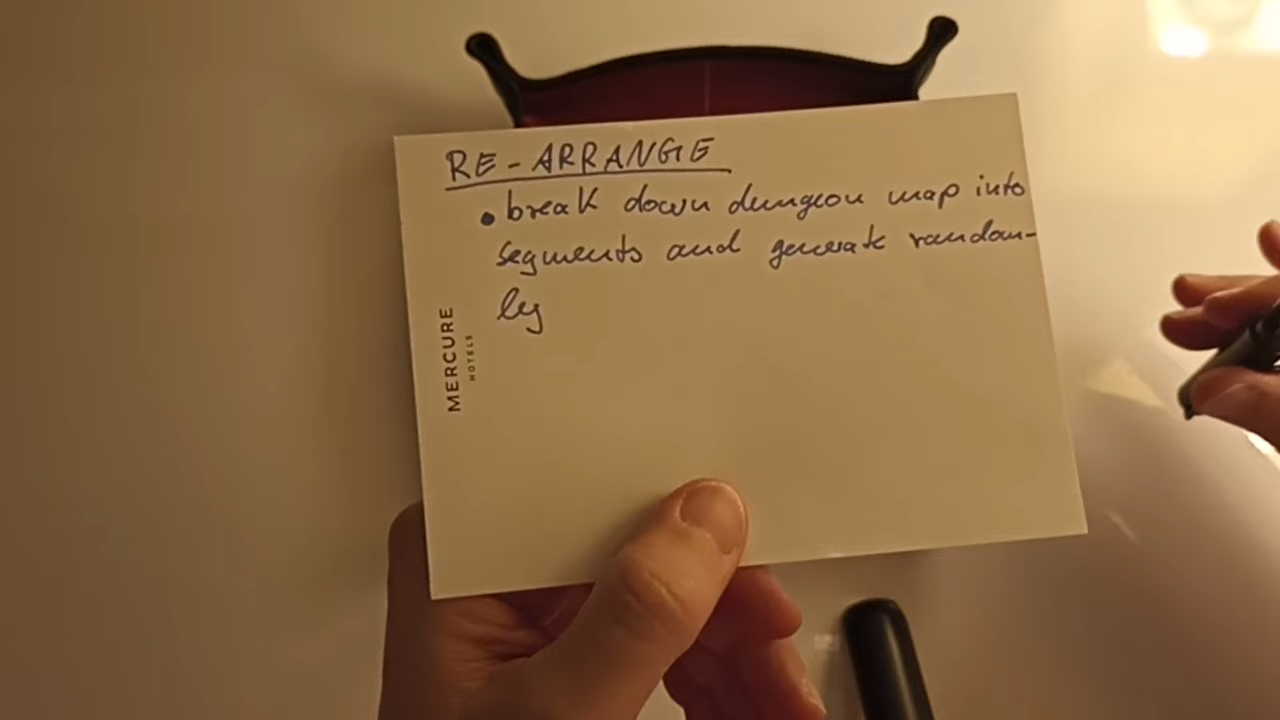 RE-ARRANGE
• break down dungeon map into
segments and generate random-
ly
MERCURE
HOTELS